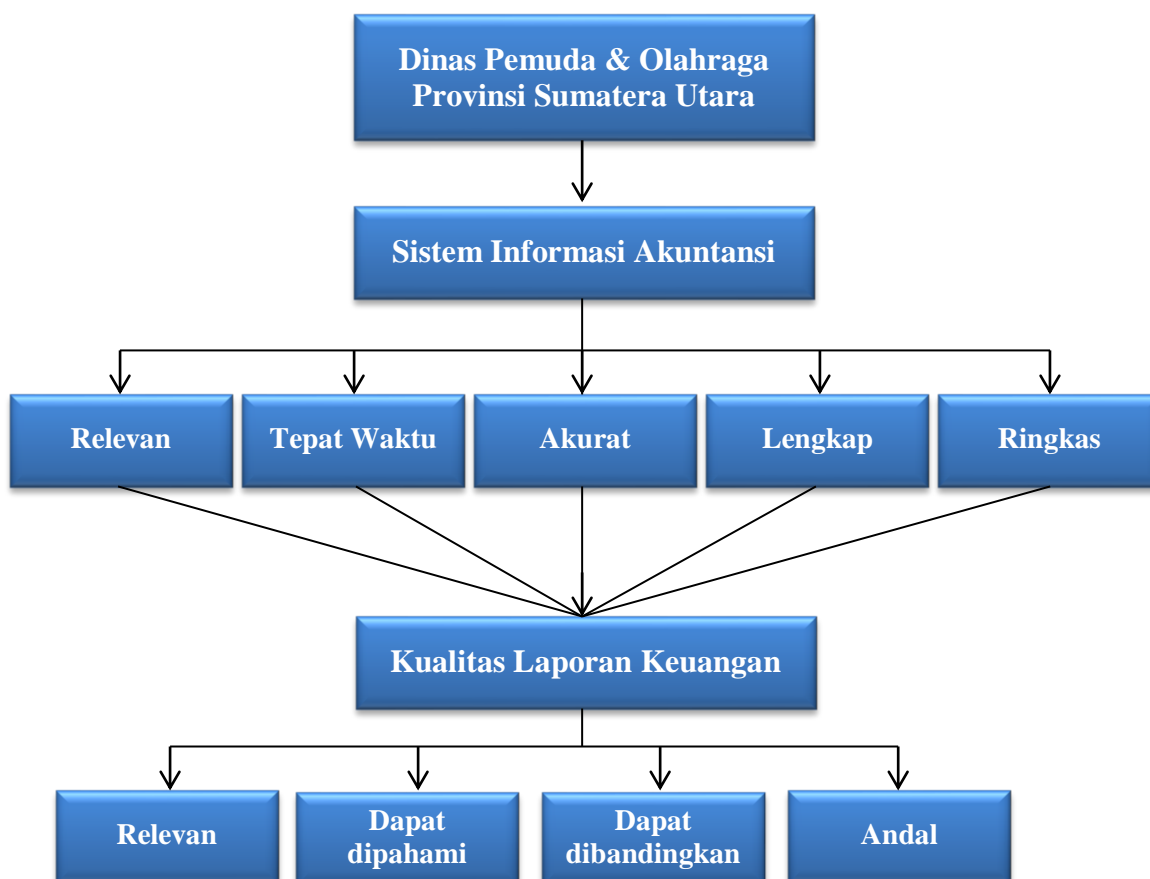 Dinas Pemuda & Olahraga
Provinsi Sumatera Utara
Sistem Informasi Akuntansi
Relevan
Tepat Waktu
Akurat
Lengkap
Ringkas
Kualitas Laporan Keuangan
Relevan
Dapat
dipahami
Dapat
dibandingkan
Andal